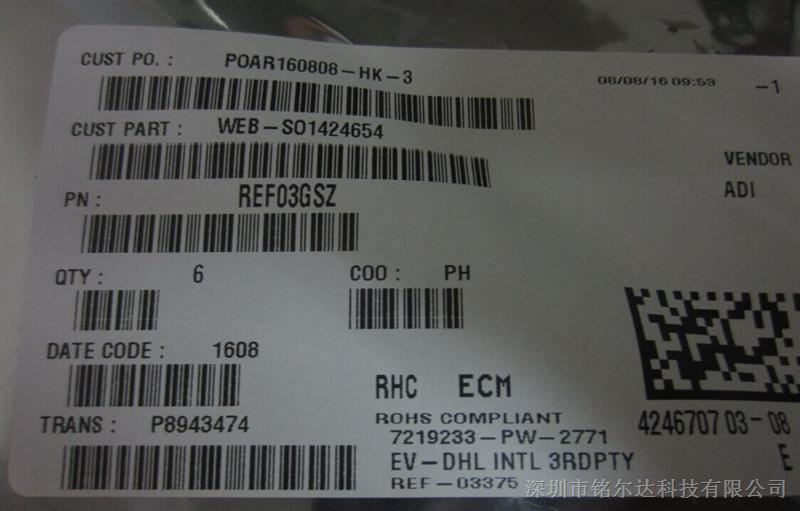 CUST PO. : POAR160808-HK-3
08/08/16 09:53 -1
CUST PART : WEB-SO1424654
VENDOR
ADI
PN : REF03GSZ
QTY : 6 COO : PH
DATE CODE : 1608
RHC ECM
ROHS COMPLIANT
TRANS : P8943474
7219233-PW-2771
EV-DHL INTL 3RDPTY
REF-03375
4246707 03-08
E
深圳市铭尔达科技有限公司